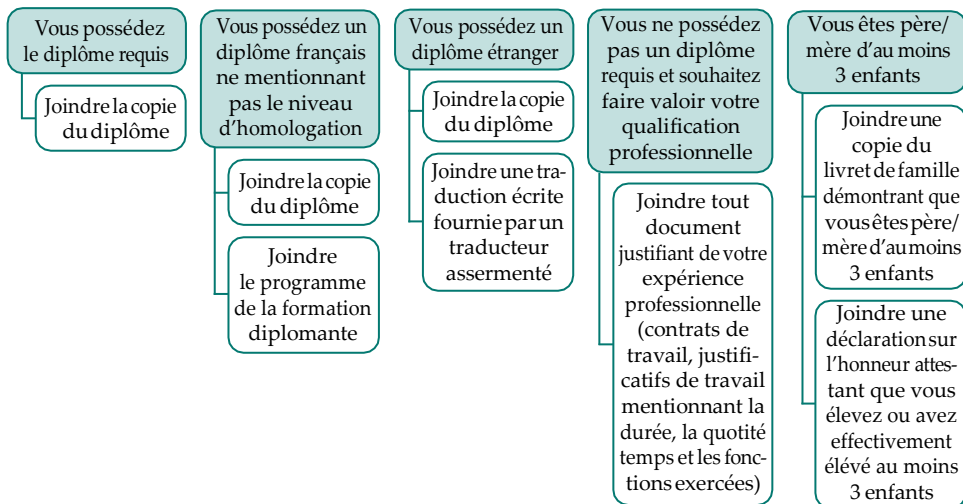 Vous possédez
le diplôme requis
Joindre la copie
du diplôme
Vous possédez un
diplôme français
ne mentionnant
pas le niveau
d'homologation
Joindre la copie
du diplôme
Joindre
le programme
de la formation
diplomante
Vous possédez un
diplôme étranger
Joindre la copie
du diplôme
Joindre une tra-
duction écrite
fournie par un
traducteur
assermenté
Vous ne possédez
pas un diplôme
requis et souhaitez
faire valoir votre
qualification
professionnelle
Joindre tout
document
justifiant de votre
expérience
professionnelle
(contrats de
travail, justifi-
catifs de travail
mentionnant la
durée, la quotité
temps et les fonc-
tions exercées)
Vous êtes père/
mère d'au moins
3 enfants
Joindre une
copie du
livret de famille
démontrant que
vous êtes père/
mère d'au moins
3 enfants
Joindre une
déclaration sur
l'honneur attes-
tant que vous
élevez ou avez
effectivement
élévé au moins
3 enfants